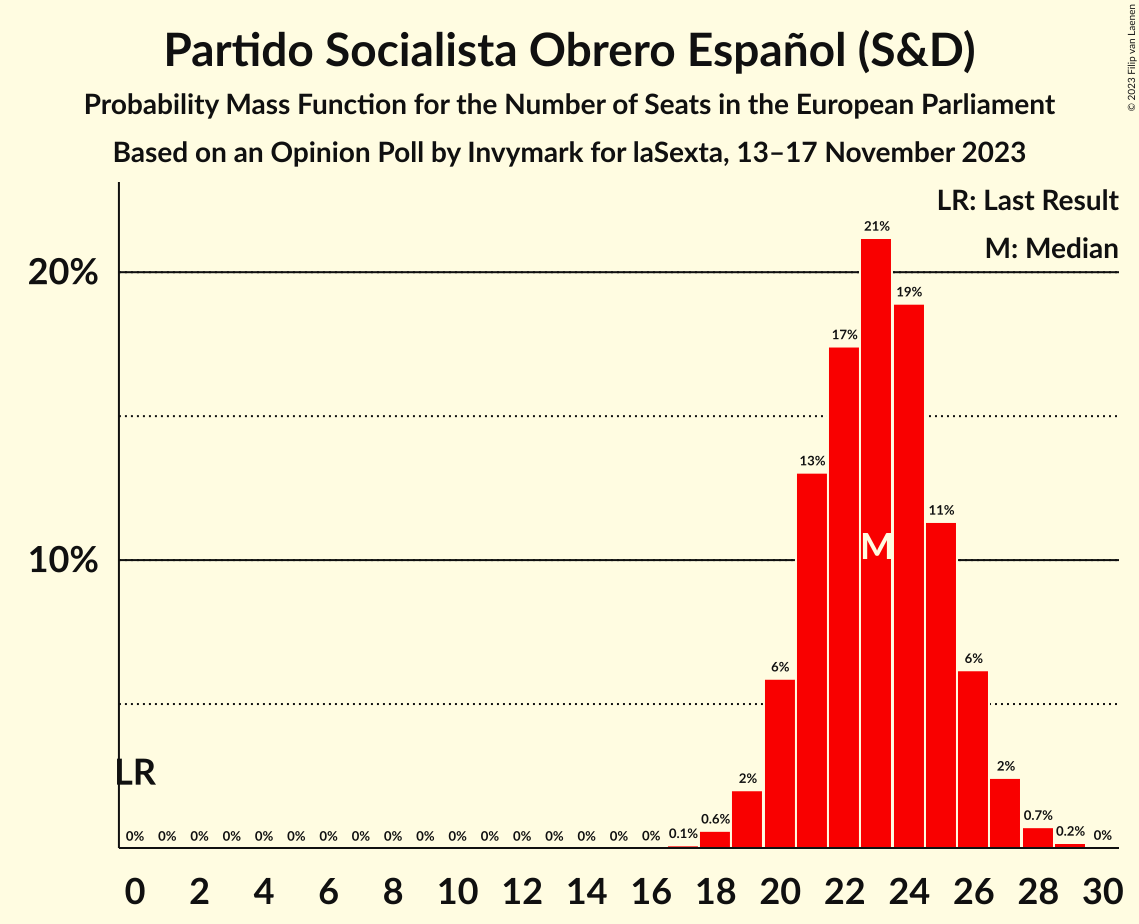 Partido Socialista Obrero Español (S&D)
Probability Mass Function for the Number of Seats in the European Parliament
Based on an Opinion Poll by Invymark for laSexta, 13–17 November 2023
© 2023 Filip van Laenen
LR: Last Result
M: Median
20%
10%
21%
19%
17%
13%
11%
6%
6%
2%
2%
0% 0% 0% 0% 0% 0% 0% 0% 0% 0% 0% 0% 0% 0% 0% 0% 0% 0.1% 0.6% 0.7% 0.2% 0%
M
LR
0 2 4 6 8 10 12 14 16 18 20 22 24 26 28 30